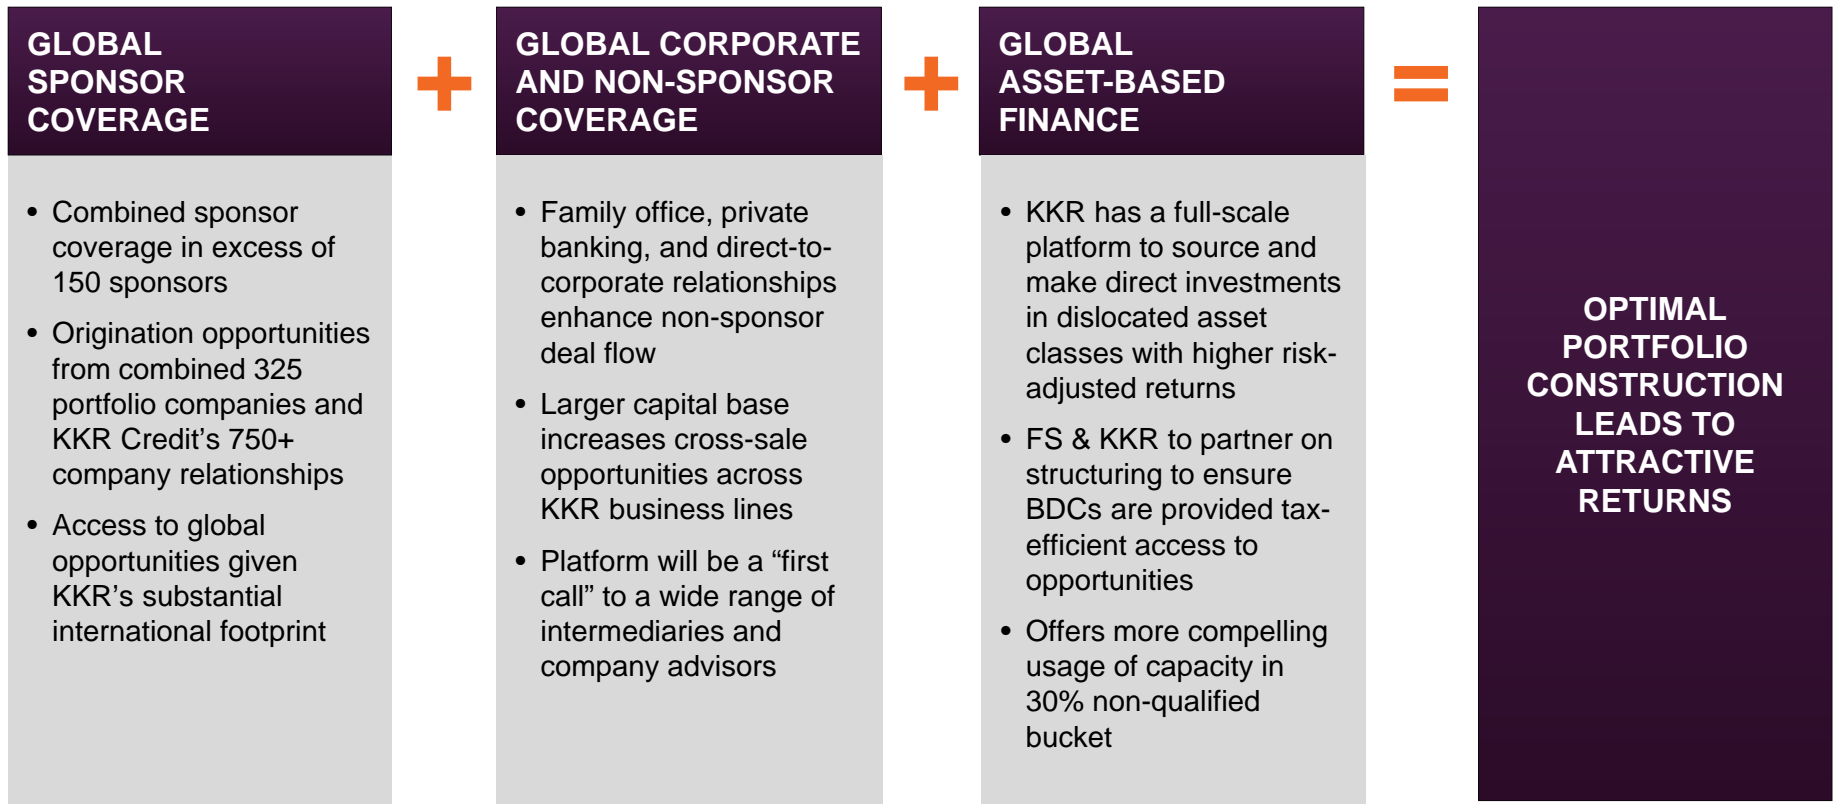 GLOBAL
SPONSOR
COVERAGE
• Combined sponsor
coverage in excess of
150 sponsors
• Origination opportunities
from combined 325
portfolio companies and
KKR Credit’s 750+
company relationships
• Access to global
opportunities given
KKR’s substantial
international footprint
+
GLOBAL CORPORATE
AND NON-SPONSOR
COVERAGE
• Family office, private
banking, and direct-to-
corporate relationships
enhance non-sponsor
deal flow
• Larger capital base
increases cross-sale
opportunities across
KKR business lines
• Platform will be a “first
call” to a wide range of
intermediaries and
company advisors
+
GLOBAL
ASSET-BASED
FINANCE
• KKR has a full-scale
platform to source and
make direct investments
in dislocated asset
classes with higher risk-
adjusted returns
• FS & KKR to partner on
structuring to ensure
BDCs are provided tax-
efficient access to
opportunities
• Offers more compelling
usage of capacity in
30% non-qualified
bucket
=
OPTIMAL
PORTFOLIO
CONSTRUCTION
LEADS TO
ATTRACTIVE
RETURNS